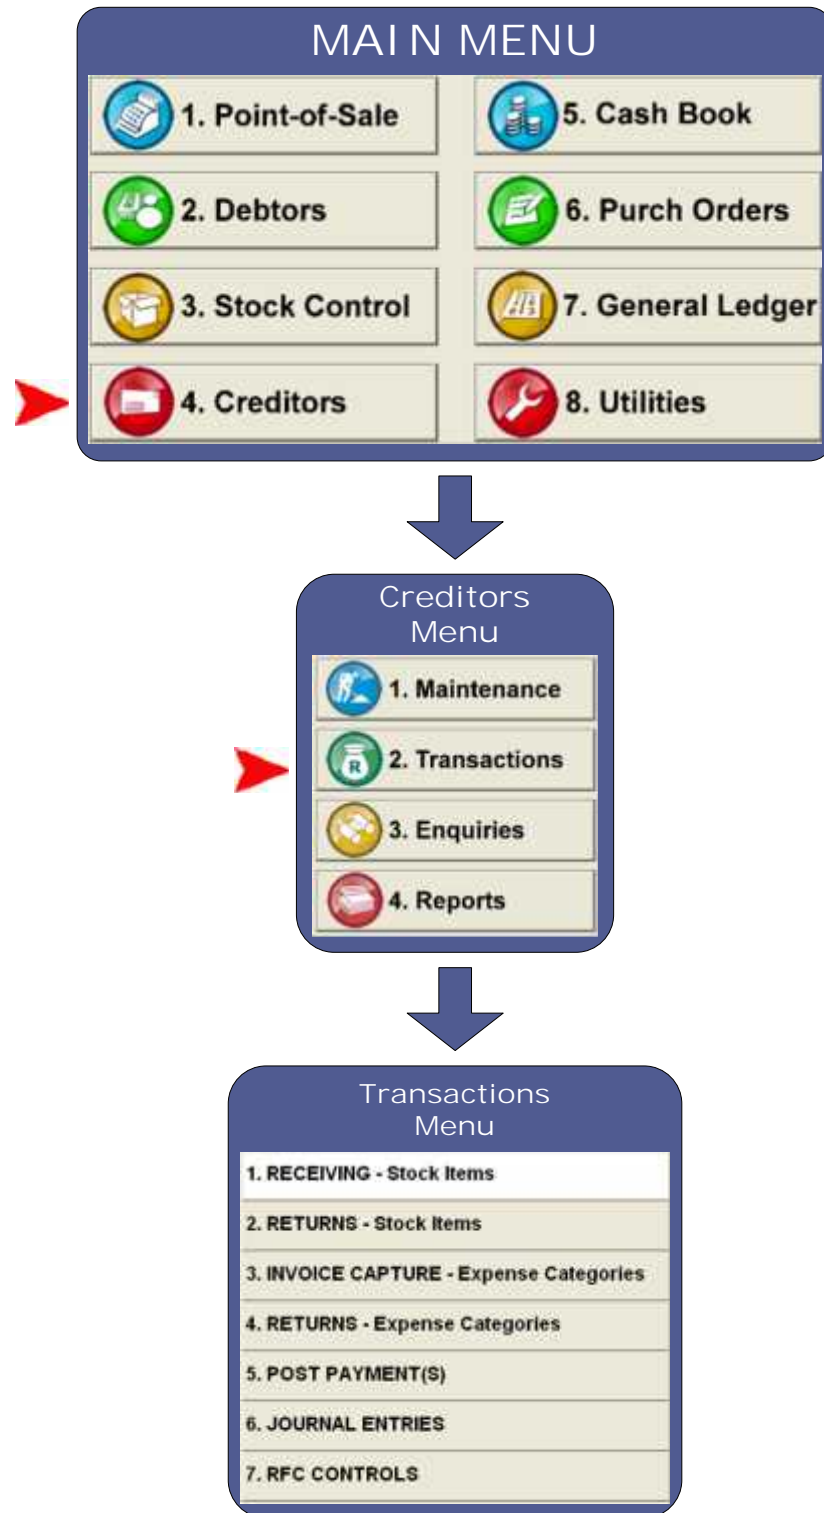 MAIN MENU
1. Point-of-Sale
5. Cash Book
2. Debtors
6. Purch Orders
3. Stock Control
7. General Ledger
4. Creditors
8. Utilities
Creditors
Menu
1. Maintenance
R
2. Transactions
3. Enquiries
4. Reports
Transactions
Menu
1. RECEIVING - Stock Items
2. RETURNS - Stock Items
3. INVOICE CAPTURE - Expense Categories
4. RETURNS - Expense Categories
5. POST PAYMENT(S)
6. JOURNAL ENTRIES
7. RFC CONTROLS